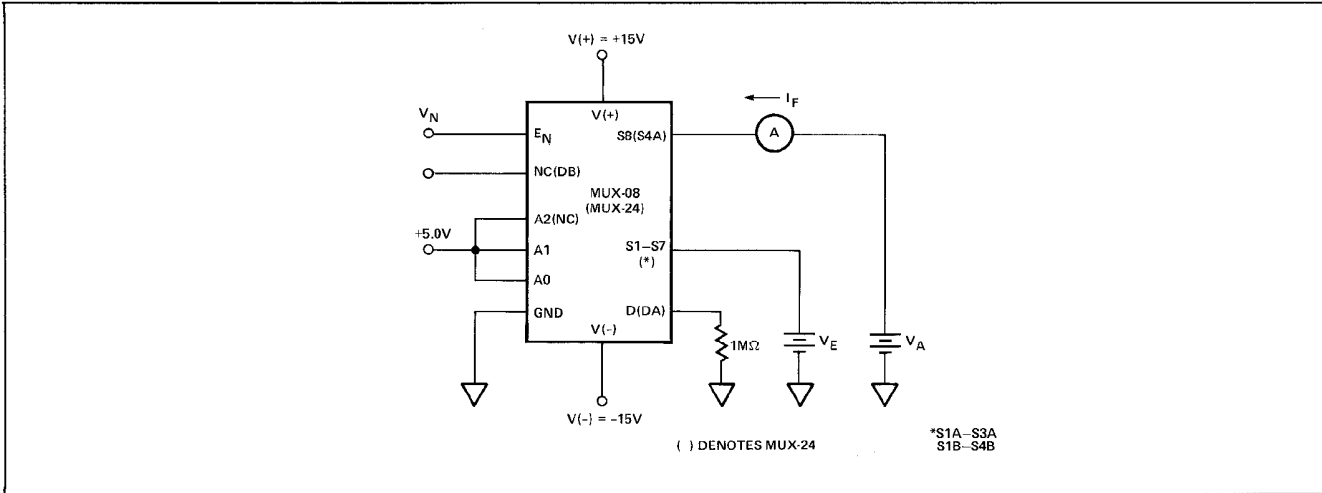 V(+) = +15V
I_F
V_N
V(+)
E_N
S8(S4A)
A
NC(DB)
MUX-08
(MUX-24)
A2(NC)
+5.0V
A1
S1–S7
(*)
A0
GND
D(DA)
V(-)
1MΩ
V_E
V_A
V(-) = -15V
( ) DENOTES MUX-24
*S1A–S3A
S1B–S4B